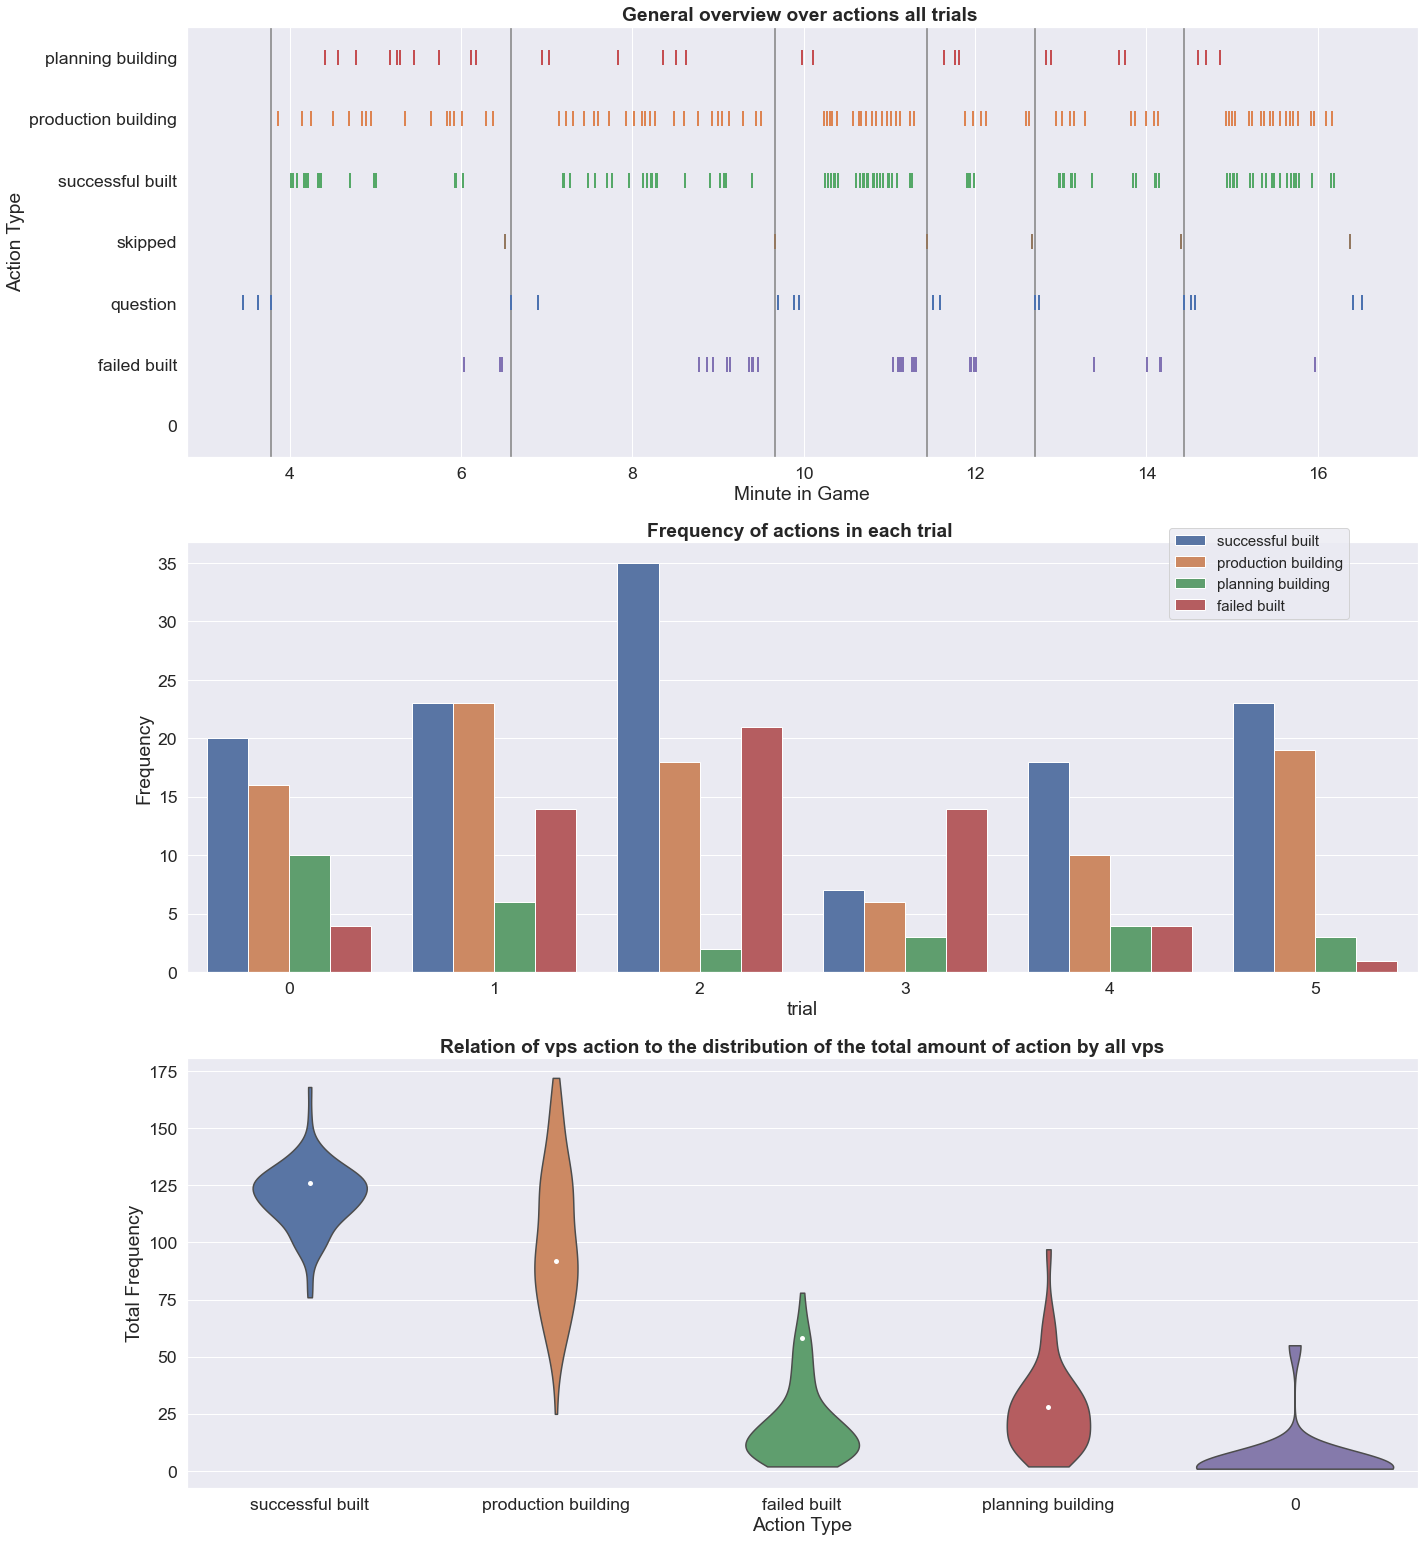 General overview over actions all trials
planning building
production building
successful built
skipped
question
failed built
0
Action Type
4 6 8 10 12 14 16
Minute in Game
Frequency of actions in each trial
successful built
production building
planning building
failed built
35
30
25
20
15
10
5
0
Frequency
0 1 2 3 4 5
trial
Relation of vps action to the distribution of the total amount of action by all vps
175
150
125
100
75
50
25
0
Total Frequency
successful built production building failed built planning building 0
Action Type